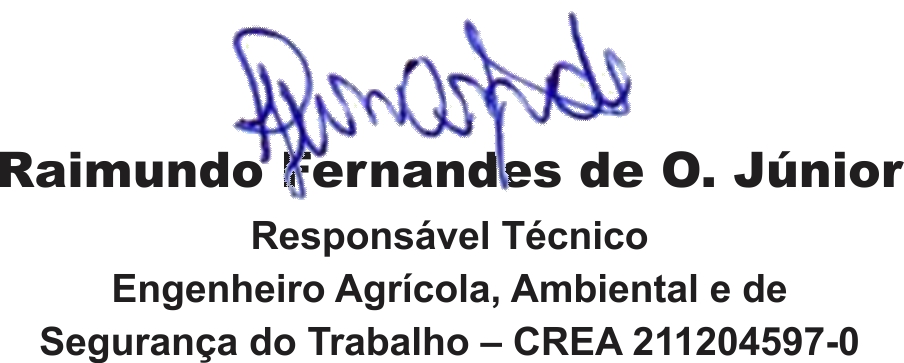 Raimundo Fernandes de O. Júnior
Responsável Técnico
Engenheiro Agrícola, Ambiental e de
Segurança do Trabalho – CREA 211204597-0